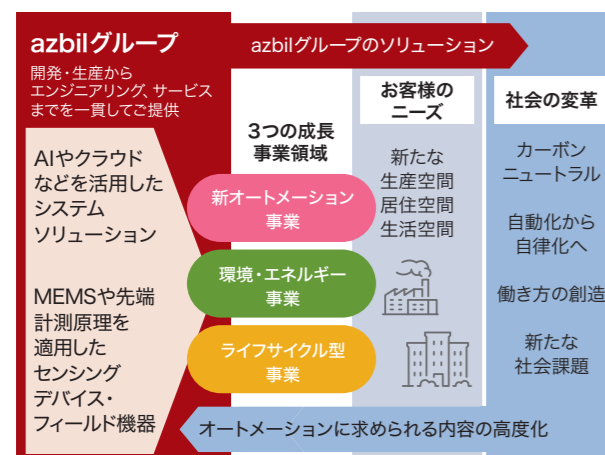 azbilグループ
開発・生産から
エンジニアリング、サービス
までを一貫してご提供
AIやクラウド
などを活用した
システム
ソリューション
MEMSや先端
計測原理を
適用した
センシング
デバイス・
フィールド機器
azbilグループのソリューション
3つの成長
事業領域
新オートメーション
事業
環境・エネルギー
事業
ライフサイクル型
事業
お客様の
ニーズ
新たな
生産空間
居住空間
生活空間
社会の変革
カーボン
ニュートラル
自動化から
自律化へ
働き方の創造
新たな
社会課題
オートメーションに求められる内容の高度化